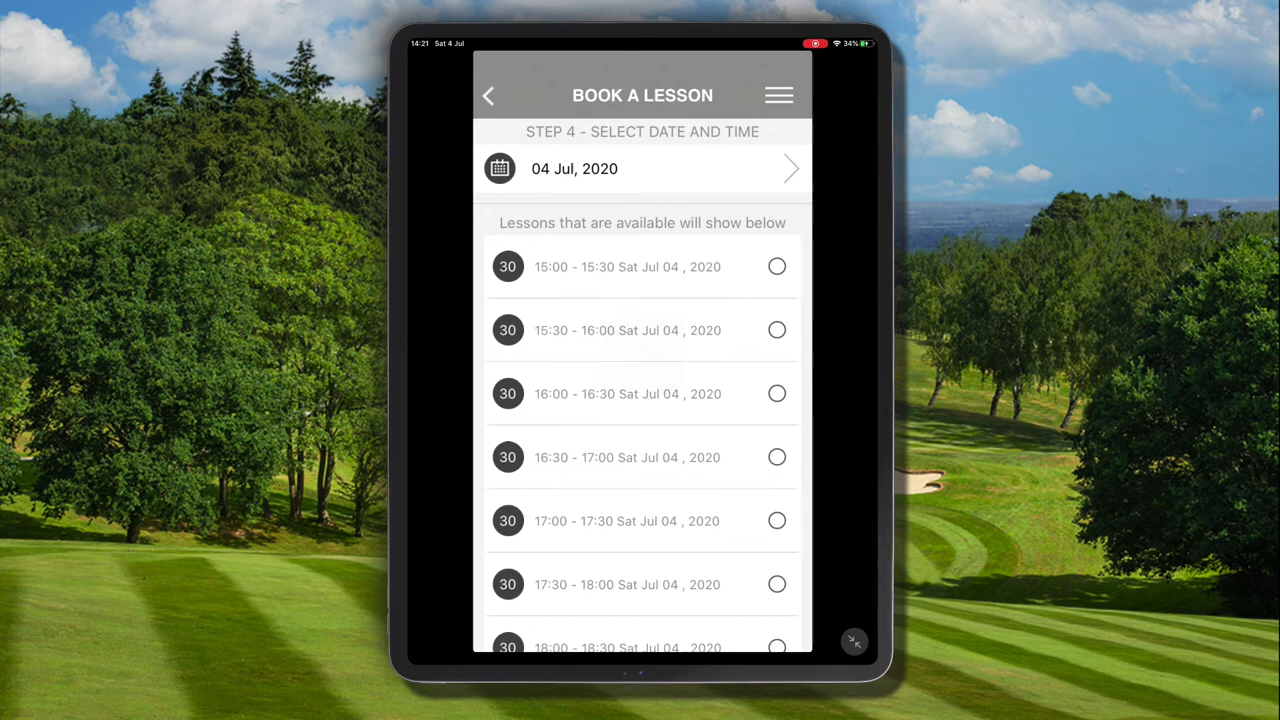 14:21 Sat 4 Jul
34%
BOOK A LESSON
STEP 4 - SELECT DATE AND TIME
04 Jul, 2020
Lessons that are available will show below
30 15:00 - 15:30 Sat Jul 04 , 2020
30 15:30 - 16:00 Sat Jul 04 , 2020
30 16:00 - 16:30 Sat Jul 04 , 2020
30 16:30 - 17:00 Sat Jul 04 , 2020
30 17:00 - 17:30 Sat Jul 04 , 2020
30 17:30 - 18:00 Sat Jul 04 , 2020
30 18:00 - 18:30 Sat Jul 04 , 2020